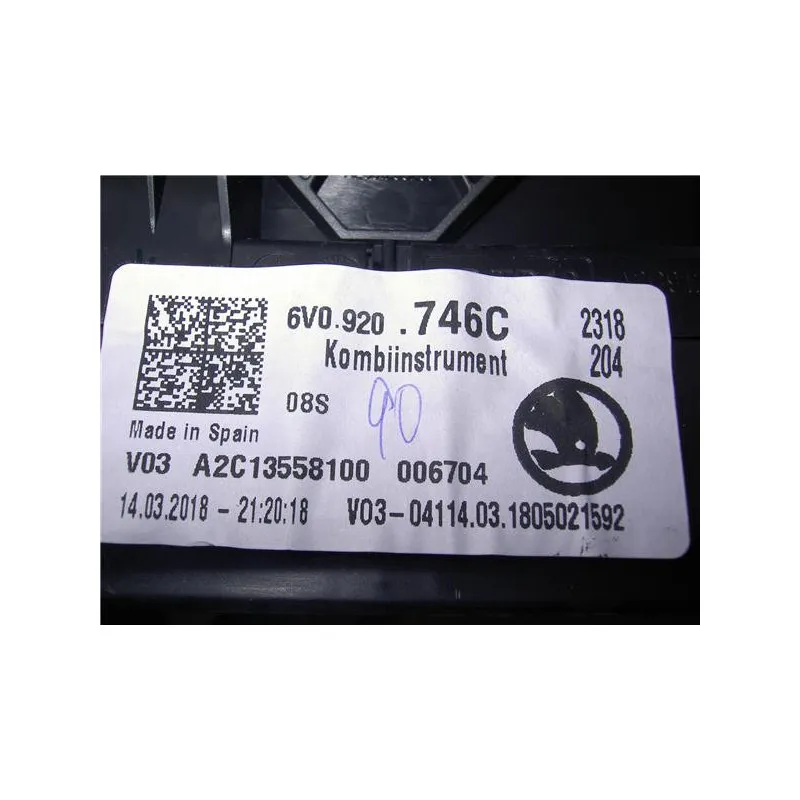 6V0.920 .746C 2318
Kombiinstrument 204
08S 90
Made in Spain
V03 A2C13558100 006704
14.03.2018 - 21:20:18 V03-04114.03.1805021592